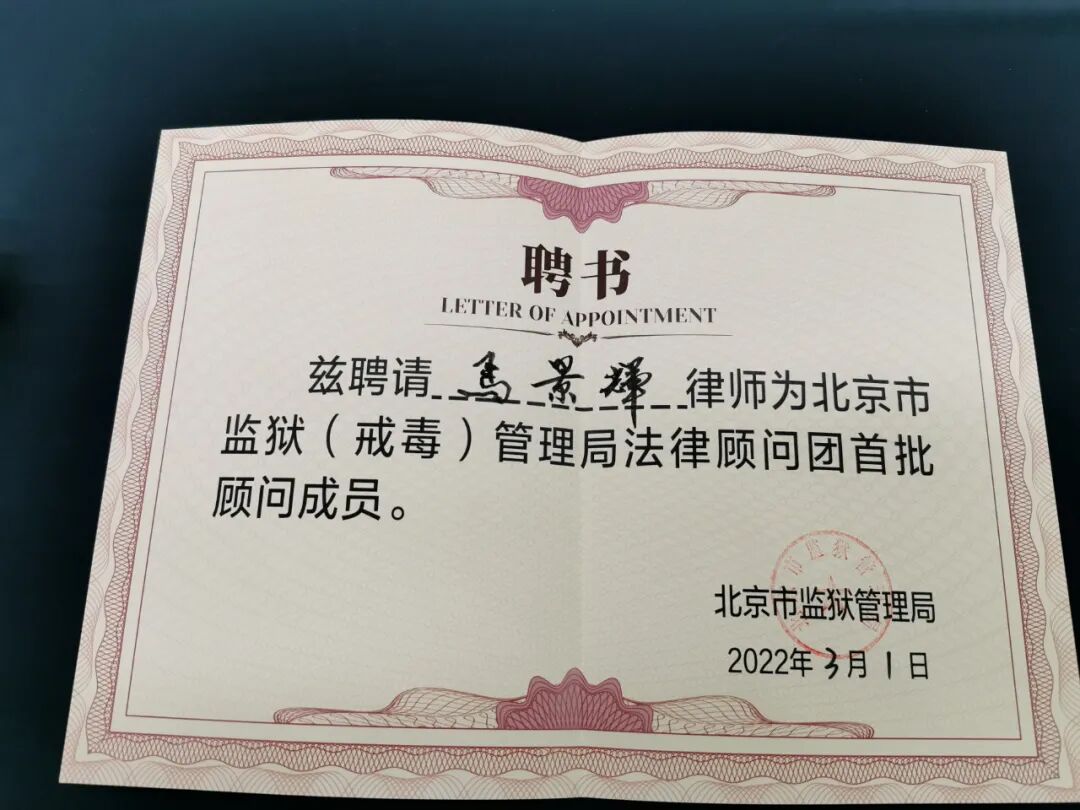 聘书
LETTER OF APPOINTMENT
兹聘请 景 輝 律师为北京市
监狱（戒毒）管理局法律顾问团首批
顾问成员。
北京市监狱管理局
2022年3月1日